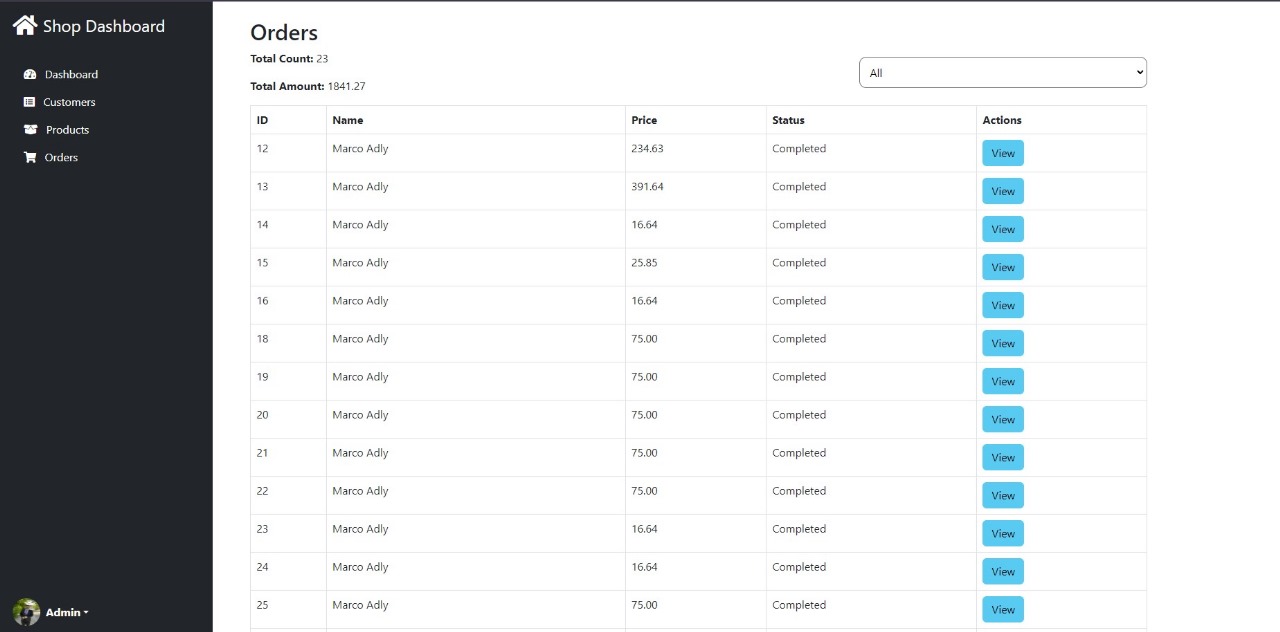 Shop Dashboard
Dashboard
Customers
Products
Orders
Admin
Orders
Total Count: 23
Total Amount: 1841.27
All
ID Name Price Status Actions
12 Marco Adly 234.63 Completed View
13 Marco Adly 391.64 Completed View
14 Marco Adly 16.64 Completed View
15 Marco Adly 25.85 Completed View
16 Marco Adly 16.64 Completed View
18 Marco Adly 75.00 Completed View
19 Marco Adly 75.00 Completed View
20 Marco Adly 75.00 Completed View
21 Marco Adly 75.00 Completed View
22 Marco Adly 75.00 Completed View
23 Marco Adly 16.64 Completed View
24 Marco Adly 16.64 Completed View
25 Marco Adly 75.00 Completed View